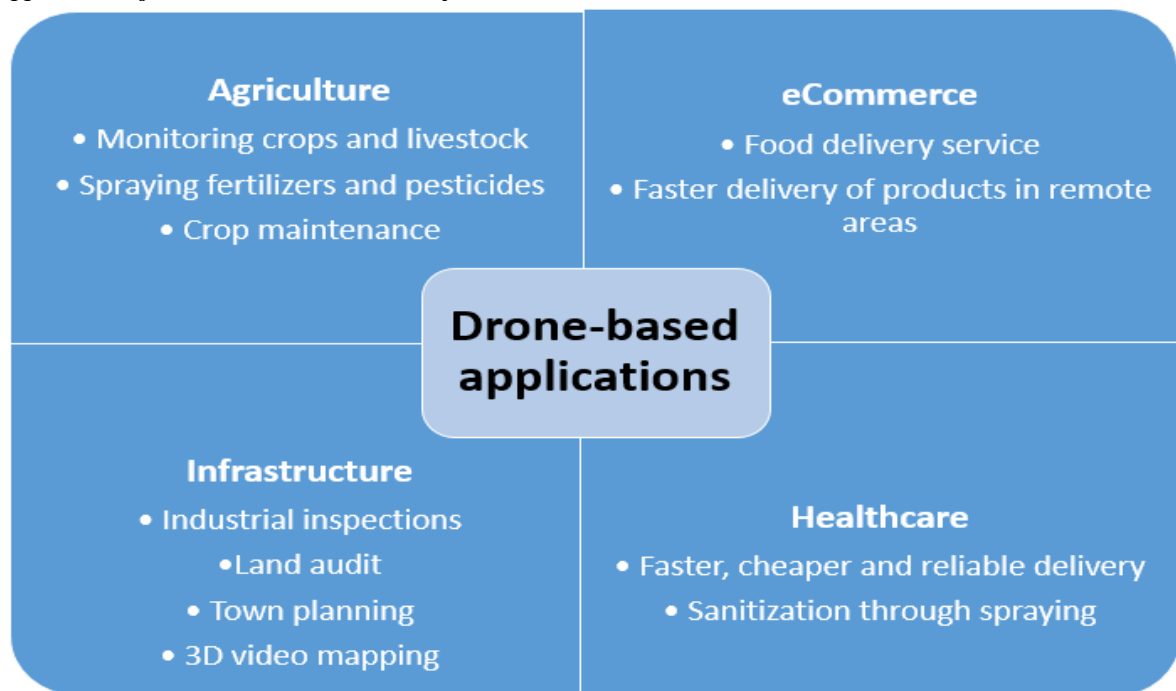 Agriculture
• Monitoring crops and livestock
• Spraying fertilizers and pesticides
• Crop maintenance
eCommerce
• Food delivery service
• Faster delivery of products in remote
areas
Drone-based
applications
Infrastructure
• Industrial inspections
•Land audit
• Town planning
• 3D video mapping
Healthcare
• Faster, cheaper and reliable delivery
• Sanitization through spraying